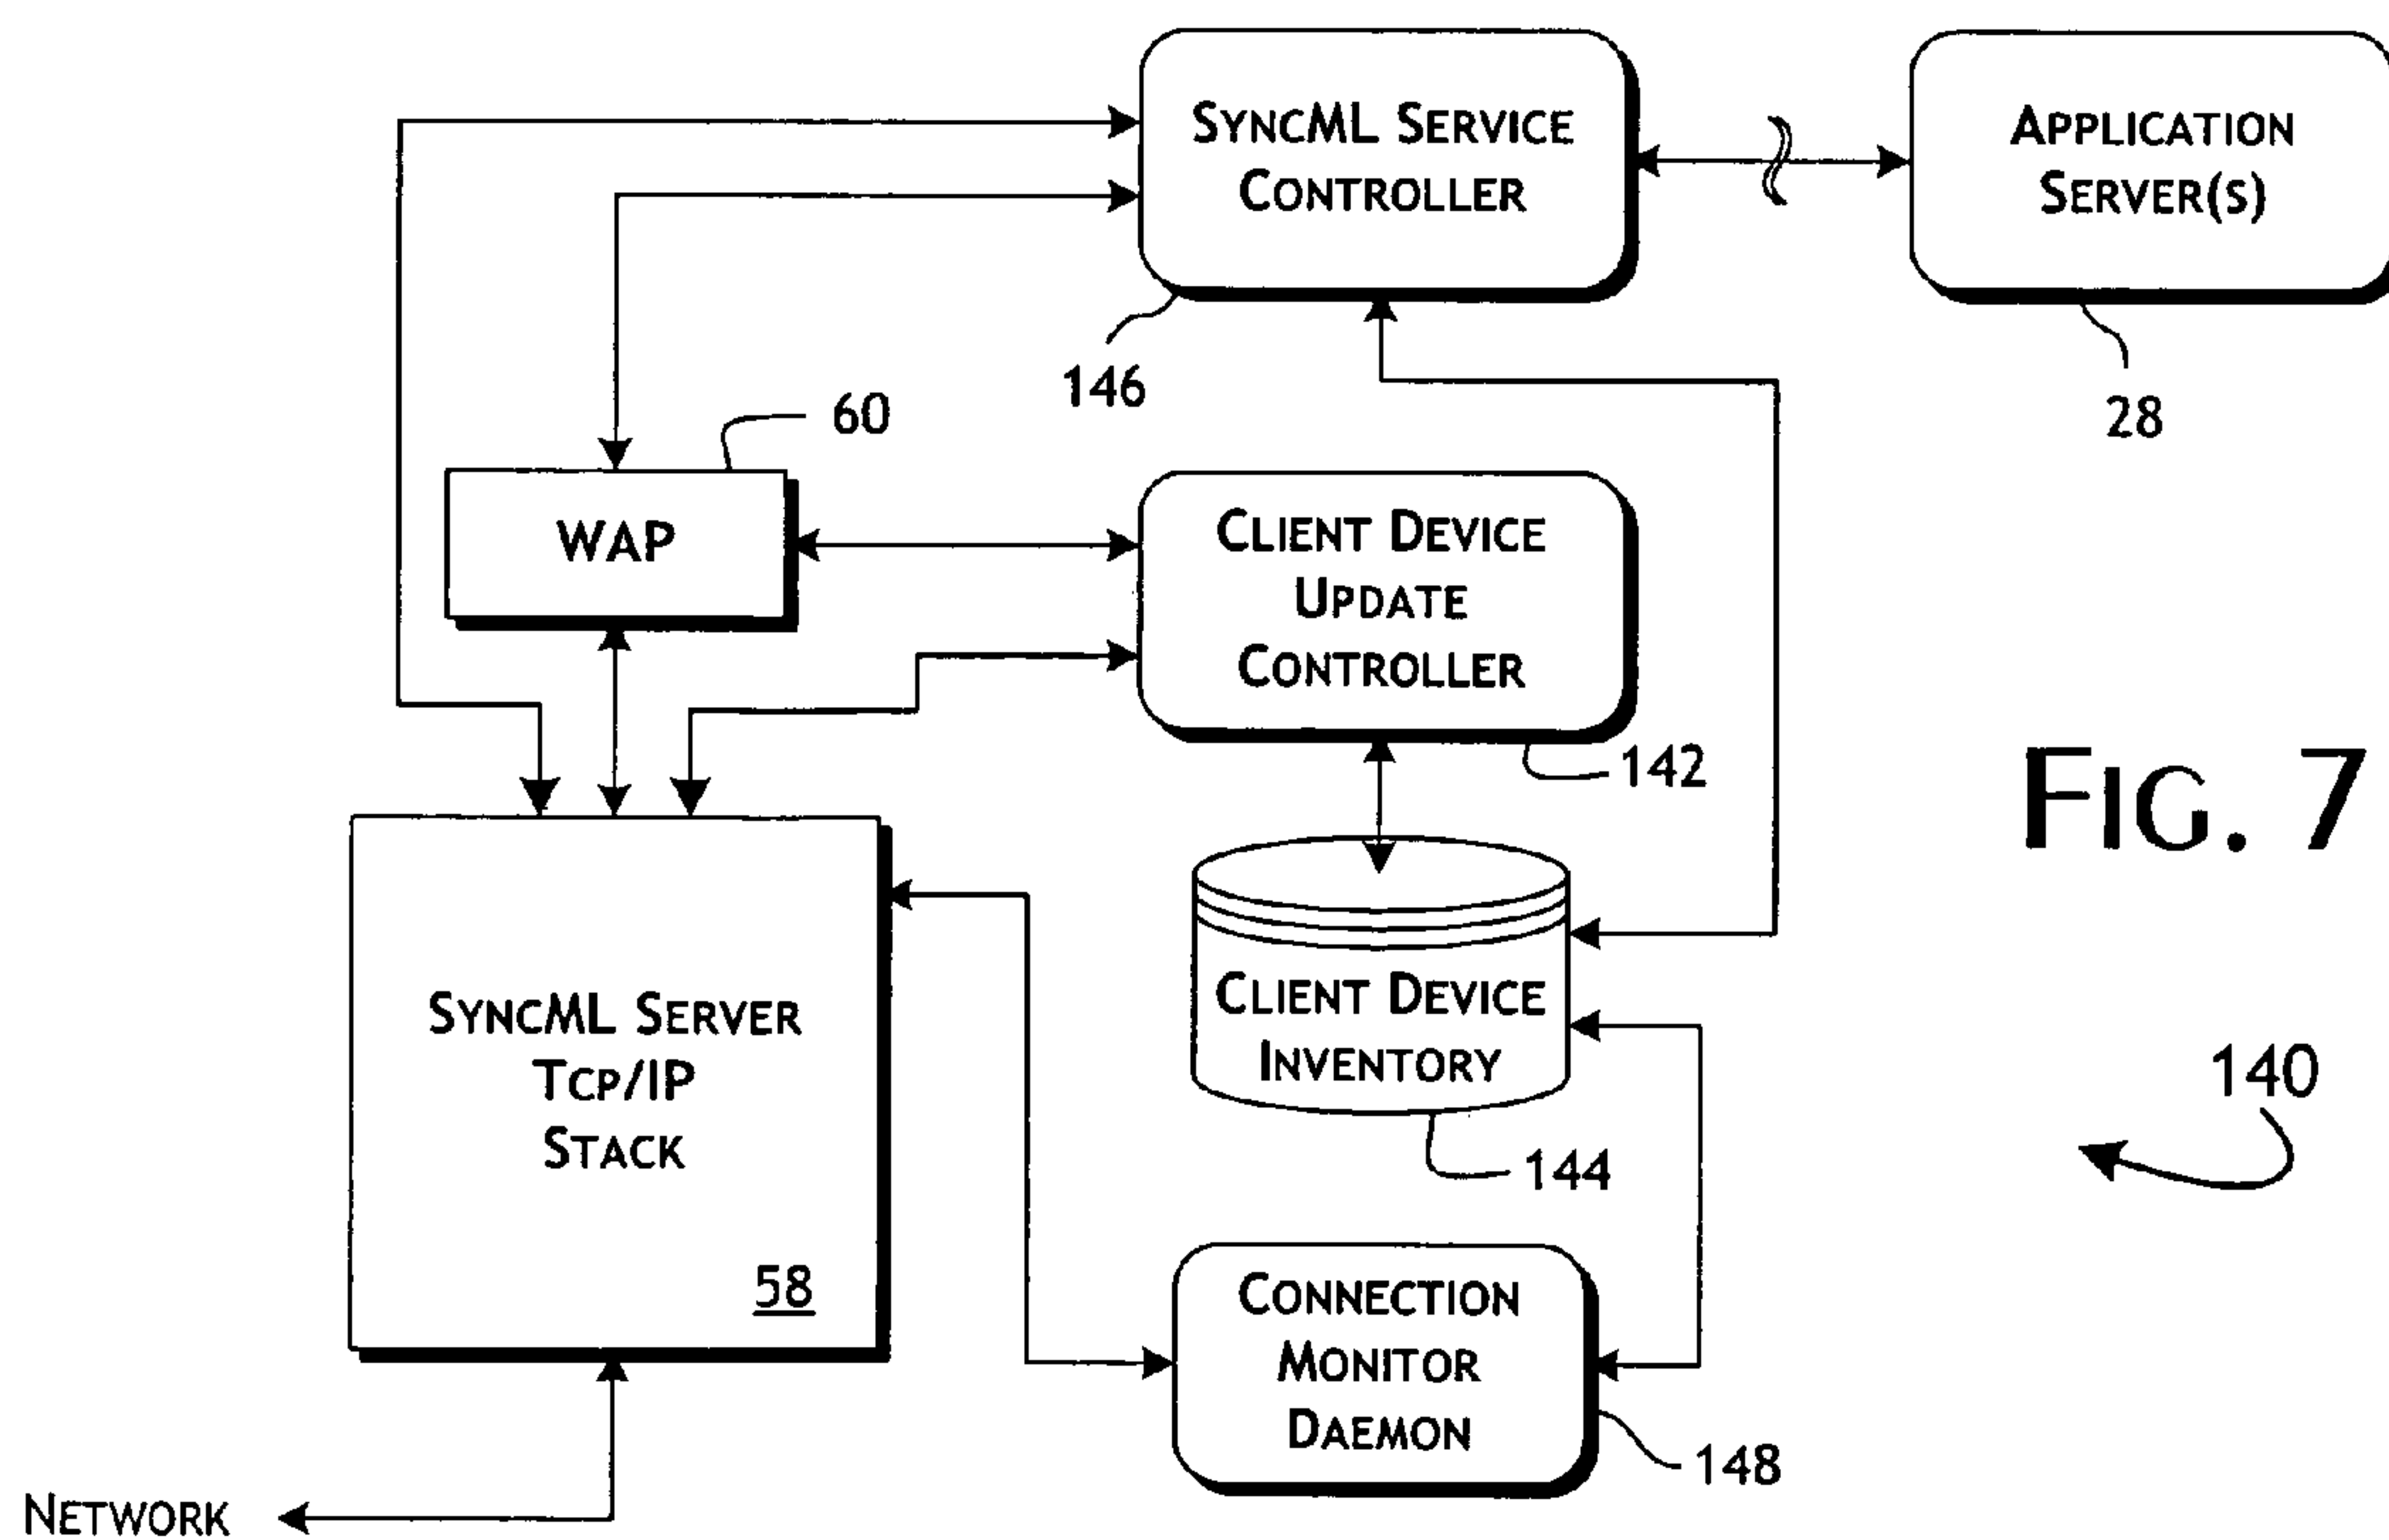 SYNCML SERVICE
CONTROLLER
146
APPLICATION
SERVER(S)
28
60
WAP
CLIENT DEVICE
UPDATE
CONTROLLER
142
FIG. 7
SYNCML SERVER
TCP/IP
STACK
58
CLIENT DEVICE
INVENTORY
144
140
CONNECTION
MONITOR
DAEMON
148
NETWORK